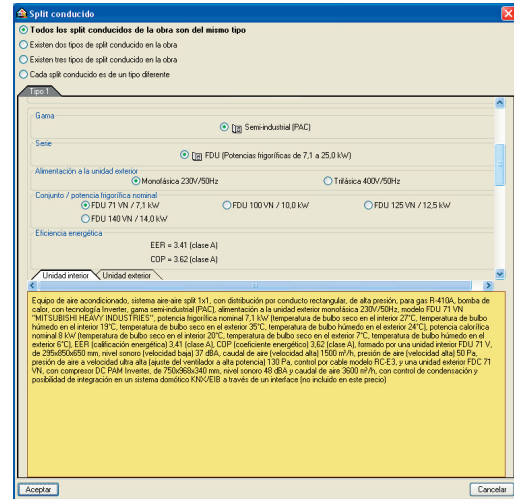 Split conducido
Todos los split conducidos de la obra son del mismo tipo
Existen dos tipos de split conducido en la obra
Existen tres tipos de split conducido en la obra
Cada split conducido es de un tipo diferente
Tipo 1
Gama
Semi-industrial (PAC)
Serie
FDU (Potencias frigoríficas de 7,1 a 25,0 kW)
Alimentación a la unidad exterior
Monofásica 230V/50Hz Trifásica 400V/50Hz
Conjunto / potencia frigorífica nominal
FDU 71 VN / 7,1 kW FDU 100 VN / 10,0 kW FDU 125 VN / 12,5 kW
FDU 140 VN / 14,0 kW
Eficiencia energética
EER = 3.41 (clase A)
COP = 3.62 (clase A)
Unidad interior Unidad exterior
Equipo de aire acondicionado, sistema aire-aire split 1x1, con distribución por conducto rectangular, de alta presión, para gas R-410A, bomba de
calor, con tecnología Inverter, gama semi-industrial (PAC), alimentación a la unidad exterior monofásica 230V/50Hz, modelo FDU 71 VN
"MITSUBISHI HEAVY INDUSTRIES", potencia frigorífica nominal 7,1 kW (temperatura de bulbo seco en el interior 27°C, temperatura de bulbo
húmedo en el interior 19°C, temperatura de bulbo seco en el exterior 35°C, temperatura de bulbo húmedo en el exterior 24°C), potencia calorífica
nominal 8 kW (temperatura de bulbo seco en el interior 20°C, temperatura de bulbo seco en el exterior 7°C, temperatura de bulbo húmedo en el
exterior 6°C), EER (calificación energética) 3,41 (clase A), COP (coeficiente energético) 3,62 (clase A), formado por una unidad interior FDU 71 V,
de 295x850x650 mm, nivel sonoro (velocidad baja) 37 dBA, caudal de aire (velocidad alta) 1500 m³/h, presión de aire (velocidad alta) 50 Pa,
presión de aire a velocidad ultra alta (ajuste del ventilador a alta potencia) 130 Pa, control por cable modelo RC-E3, y una unidad exterior FDC 71
VN, con compresor DC PAM Inverter, de 750x968x340 mm, nivel sonoro 48 dBA y caudal de aire 3600 m³/h, con control de condensación y
posibilidad de integración en un sistema domótico KNX/EIB a través de un interface (no incluido en este precio)
Aceptar Cancelar